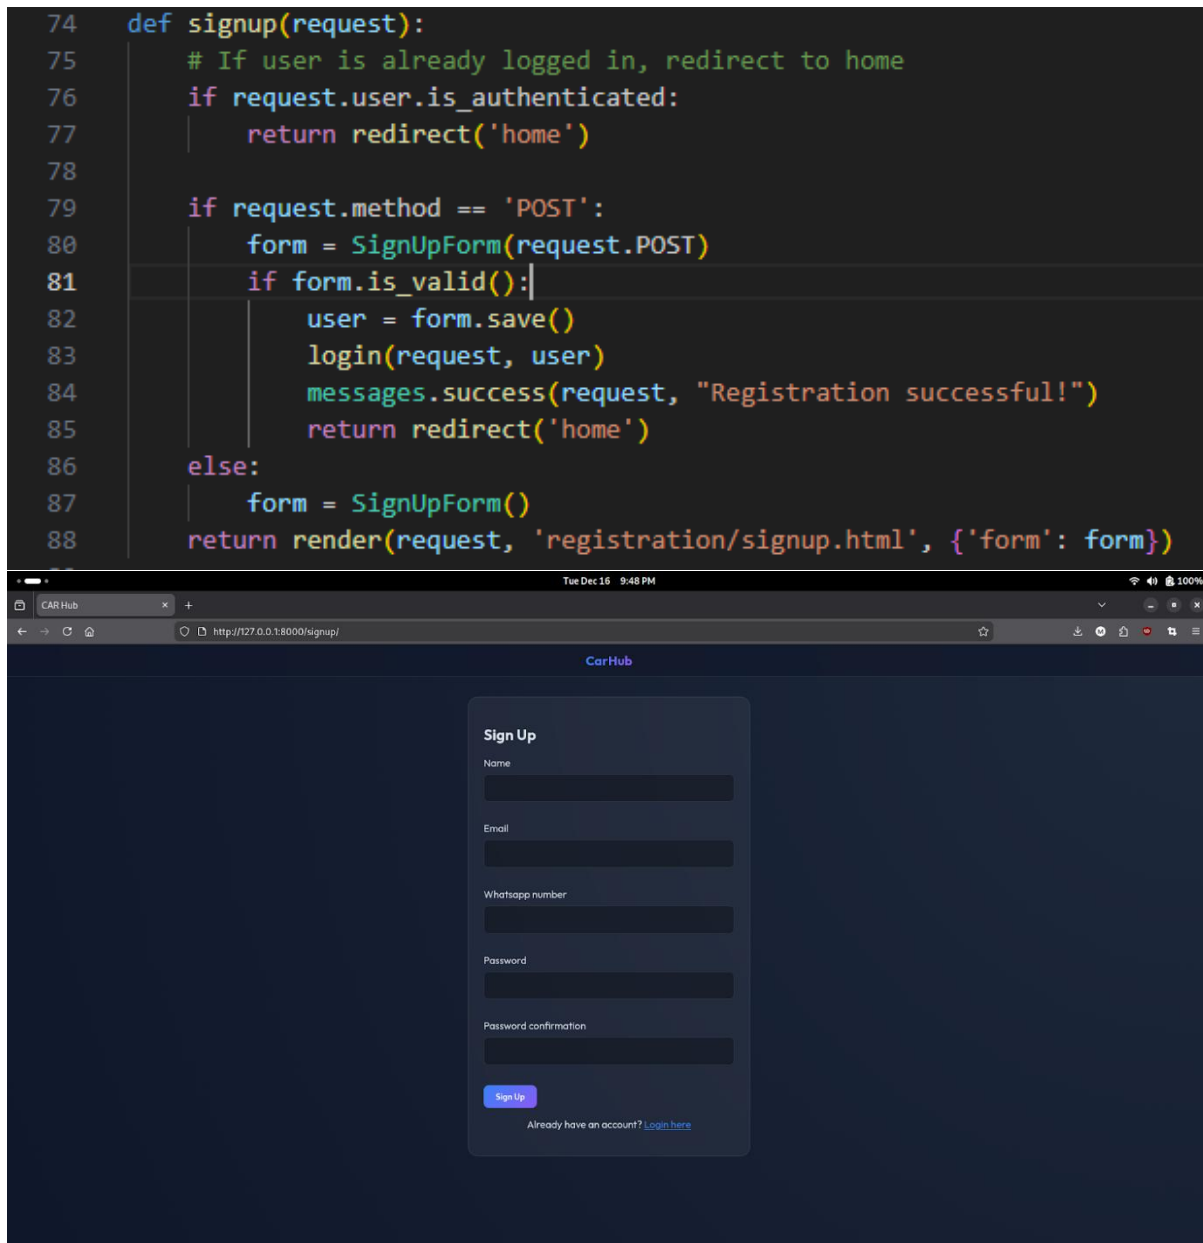 74 def signup(request):
75 # If user is already logged in, redirect to home
76 if request.user.is_authenticated:
77 return redirect('home')
78
79 if request.method == 'POST':
80 form = SignUpForm(request.POST)
81 if form.is_valid():
82 user = form.save()
83 login(request, user)
84 messages.success(request, "Registration successful!")
85 return redirect('home')
86 else:
87 form = SignUpForm()
88 return render(request, 'registration/signup.html', {'form': form})
Tue Dec 16 9:48 PM 100%
CAR Hub
http://127.0.0.1:8000/signup/
CarHub
Sign Up
Name
Email
Whatsapp number
Password
Password confirmation
Sign Up
Already have an account? Login here